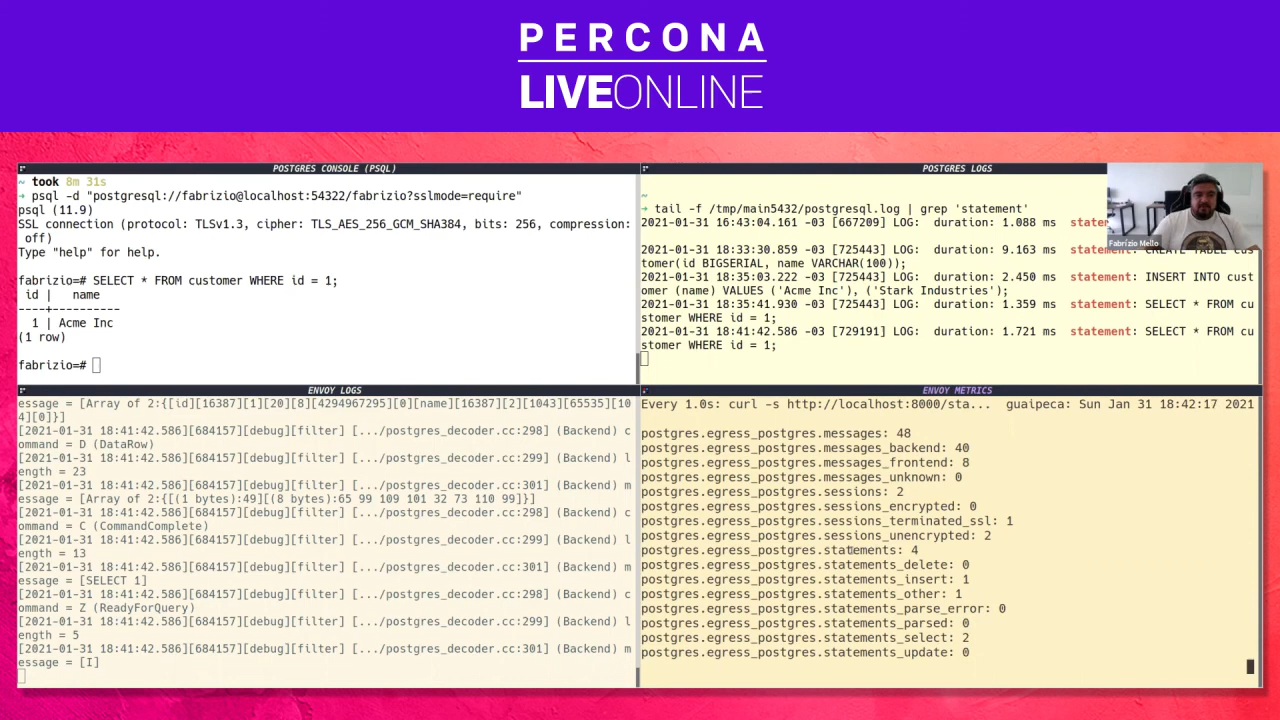 PERCONA
LIVEONLINE
POSTGRES CONSOLE (PSQL)
~ took 8m 31s
➜ psql -d "postgresql://fabrizio@localhost:54322/fabrizio?sslmode=require"
psql (11.9)
SSL connection (protocol: TLSv1.3, cipher: TLS_AES_256_GCM_SHA384, bits: 256, compression:
off)
Type "help" for help.
fabrizio=# SELECT * FROM customer WHERE id = 1;
id | name
----+----------
1 | Acme Inc
(1 row)
fabrizio=#
POSTGRES LOGS
~
➜ tail -f /tmp/main5432/postgresql.log | grep 'statement'
2021-01-31 16:43:04.161 -03 [667209] LOG: duration: 1.088 ms statem
2021-01-31 18:33:30.859 -03 [725443] LOG: duration: 9.163 ms statement: CREATE TABLE cus
tomer(id BIGSERIAL, name VARCHAR(100));
2021-01-31 18:35:03.222 -03 [725443] LOG: duration: 2.450 ms statement: INSERT INTO cust
omer (name) VALUES ('Acme Inc'), ('Stark Industries');
2021-01-31 18:35:41.930 -03 [725443] LOG: duration: 1.359 ms statement: SELECT * FROM cu
stomer WHERE id = 1;
2021-01-31 18:41:42.586 -03 [729191] LOG: duration: 1.721 ms statement: SELECT * FROM cu
stomer WHERE id = 1;
Fabrízio Mello
ENVOY LOGS
essage = [Array of 2:{[id][16387][1][20][8][4294967295][0][name][16387][2][1043][65535][10
4][0]}]
[2021-01-31 18:41:42.586][684157][debug][filter] [.../postgres_decoder.cc:298] (Backend) c
ommand = D (DataRow)
[2021-01-31 18:41:42.586][684157][debug][filter] [.../postgres_decoder.cc:299] (Backend) l
ength = 23
[2021-01-31 18:41:42.586][684157][debug][filter] [.../postgres_decoder.cc:301] (Backend) m
essage = [Array of 2:{[(1 bytes):49][(8 bytes):65 99 109 101 32 73 110 99]}]
[2021-01-31 18:41:42.586][684157][debug][filter] [.../postgres_decoder.cc:298] (Backend) c
ommand = C (CommandComplete)
[2021-01-31 18:41:42.586][684157][debug][filter] [.../postgres_decoder.cc:299] (Backend) l
ength = 13
[2021-01-31 18:41:42.586][684157][debug][filter] [.../postgres_decoder.cc:301] (Backend) m
essage = [SELECT 1]
[2021-01-31 18:41:42.586][684157][debug][filter] [.../postgres_decoder.cc:298] (Backend) c
ommand = Z (ReadyForQuery)
[2021-01-31 18:41:42.586][684157][debug][filter] [.../postgres_decoder.cc:299] (Backend) l
ength = 5
[2021-01-31 18:41:42.586][684157][debug][filter] [.../postgres_decoder.cc:301] (Backend) m
essage = [I]
ENVOY METRICS
Every 1.0s: curl -s http://localhost:8000/sta... guaipeca: Sun Jan 31 18:42:17 2021
postgres.egress_postgres.messages: 48
postgres.egress_postgres.messages_backend: 40
postgres.egress_postgres.messages_frontend: 8
postgres.egress_postgres.messages_unknown: 0
postgres.egress_postgres.sessions: 2
postgres.egress_postgres.sessions_encrypted: 0
postgres.egress_postgres.sessions_terminated_ssl: 1
postgres.egress_postgres.sessions_unencrypted: 2
postgres.egress_postgres.statements: 4
postgres.egress_postgres.statements_delete: 0
postgres.egress_postgres.statements_insert: 1
postgres.egress_postgres.statements_other: 1
postgres.egress_postgres.statements_parse_error: 0
postgres.egress_postgres.statements_parsed: 0
postgres.egress_postgres.statements_select: 2
postgres.egress_postgres.statements_update: 0